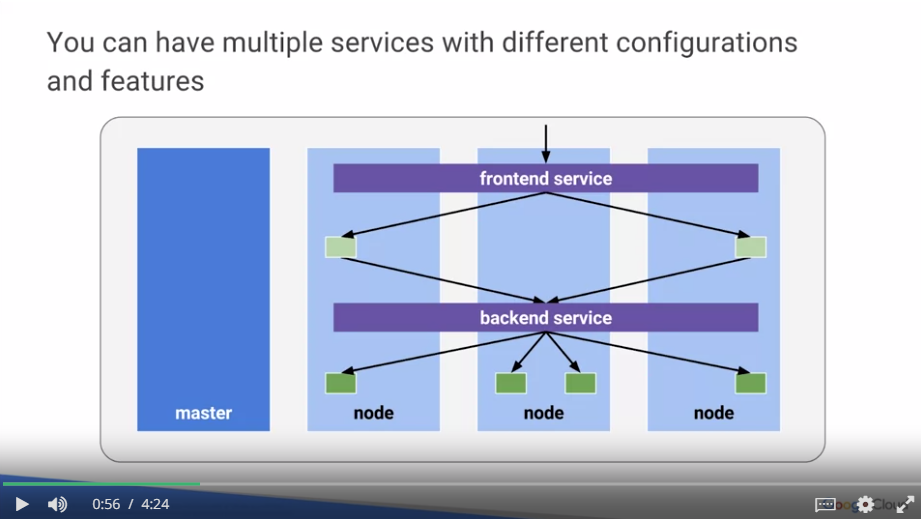 You can have multiple services with different configurations
and features
frontend service
backend service
master
node
node
node
0:56 / 4:24